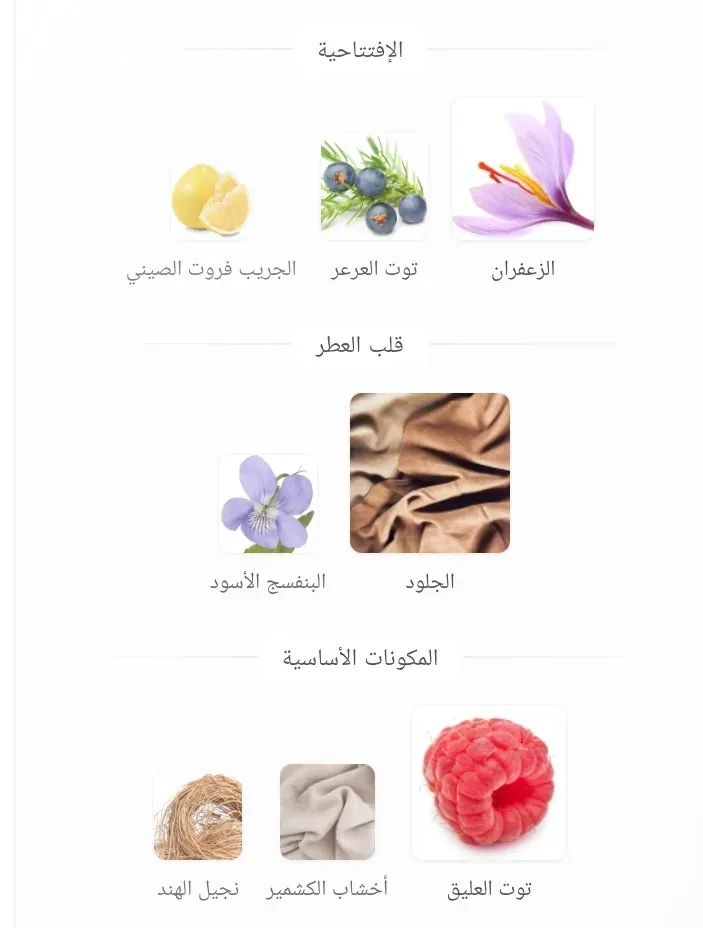 الإفتتاحية
الزعفران توت العرعر الجريب فروت الصيني
قلب العطر
الجلود البنفسج الأسود
المكونات الأساسية
توت العليق أخشاب الكشمير نجيل الهند